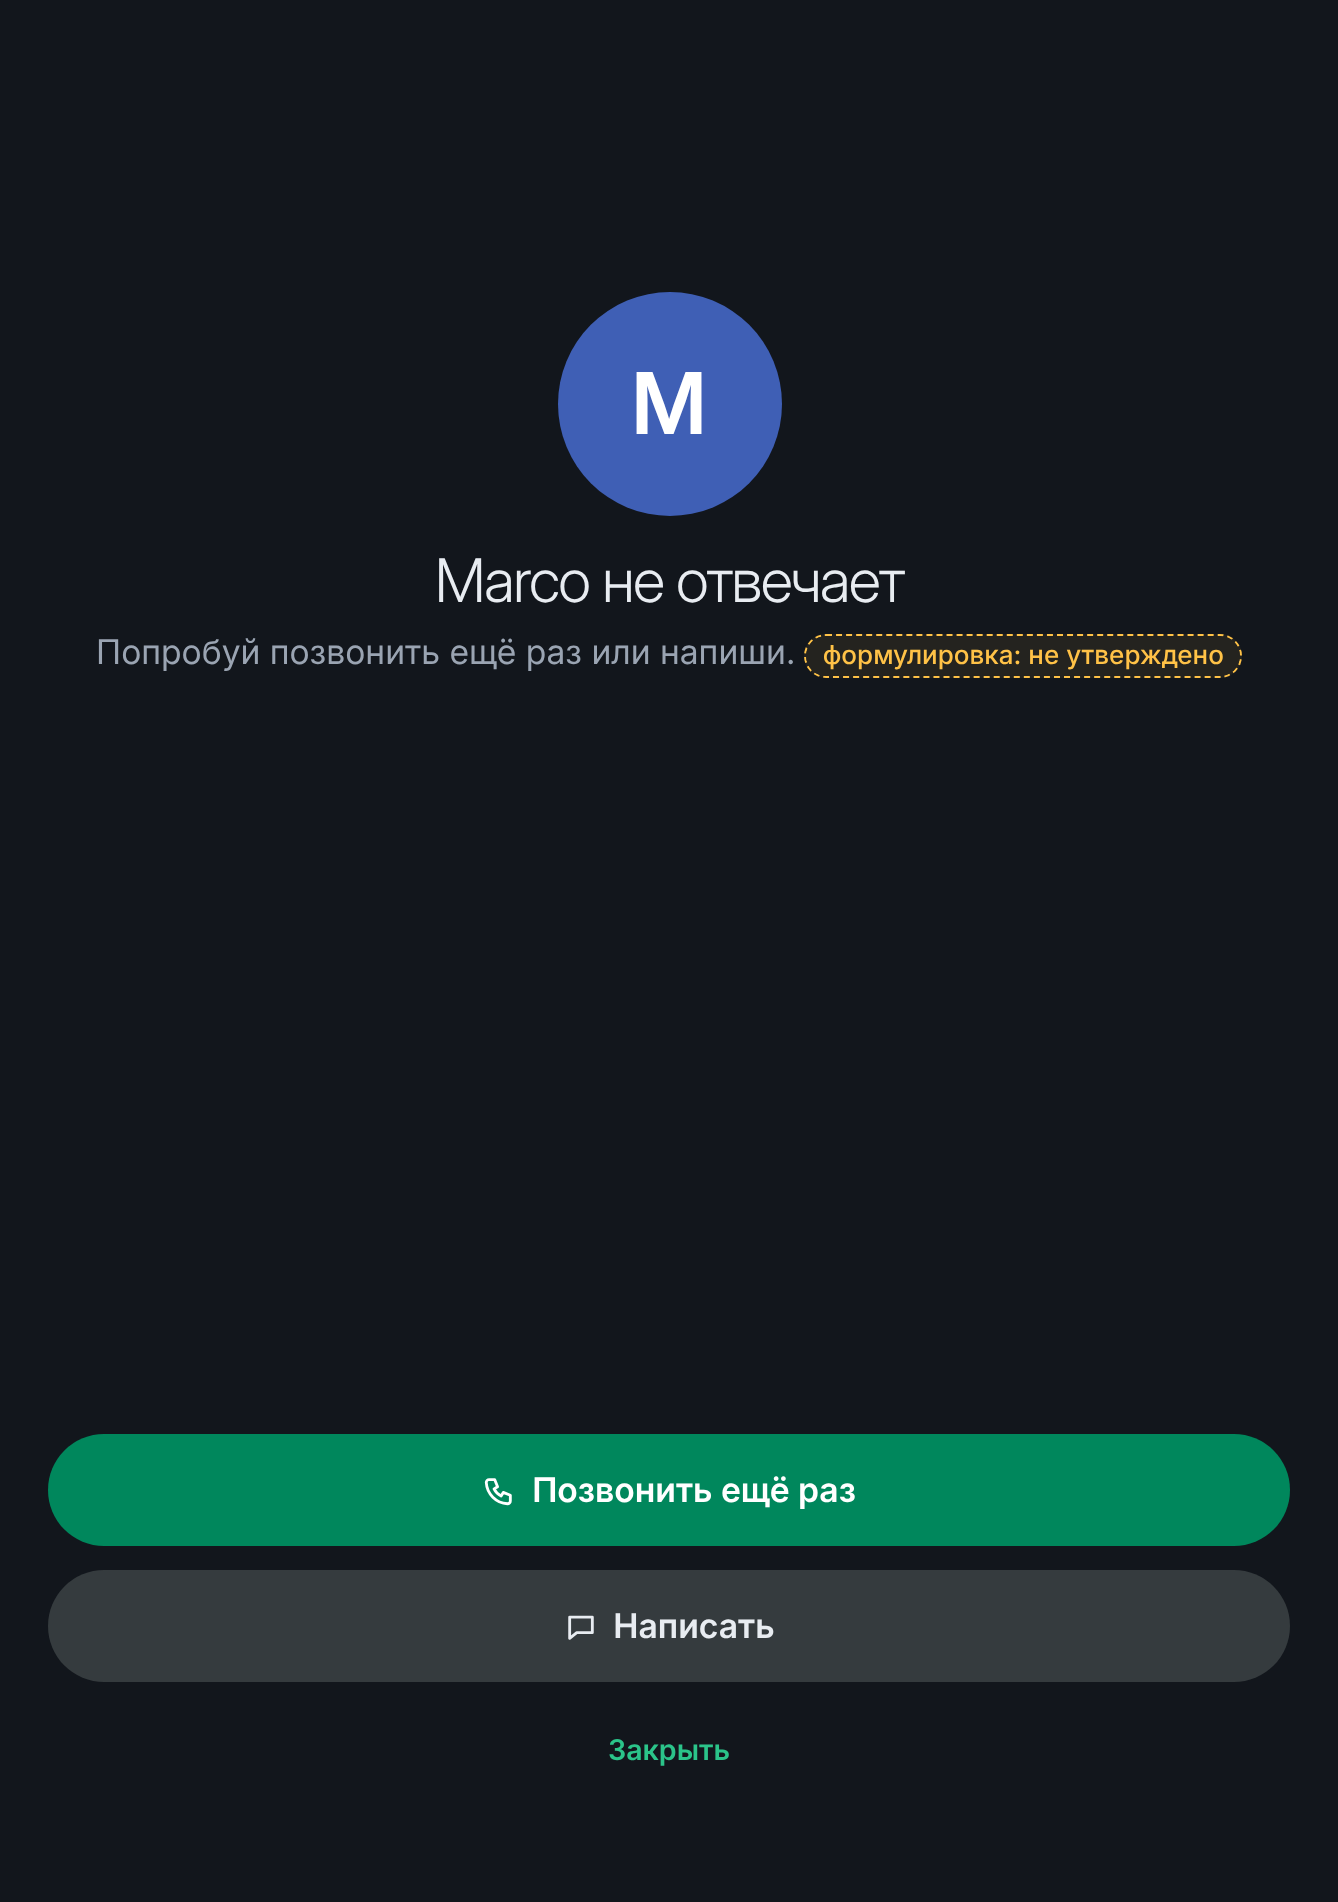 M
Marco не отвечает
Попробуй позвонить ещё раз или напиши. формулировка: не утверждено
Позвонить ещё раз
Написать
Закрыть